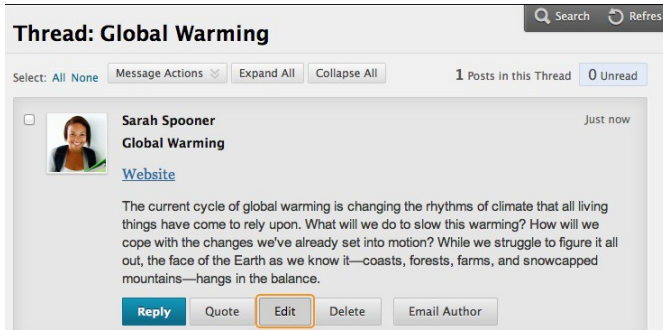 Search Refres
Thread: Global Warming
Select: All None Message Actions Expand All Collapse All 1 Posts in this Thread 0 Unread
Sarah Spooner Just now
Global Warming
Website
The current cycle of global warming is changing the rhythms of climate that all living
things have come to rely upon. What will we do to slow this warming? How will we
cope with the changes we've already set into motion? While we struggle to figure it all
out, the face of the Earth as we know it—coasts, forests, farms, and snowcapped
mountains—hangs in the balance.
Reply Quote Edit Delete Email Author